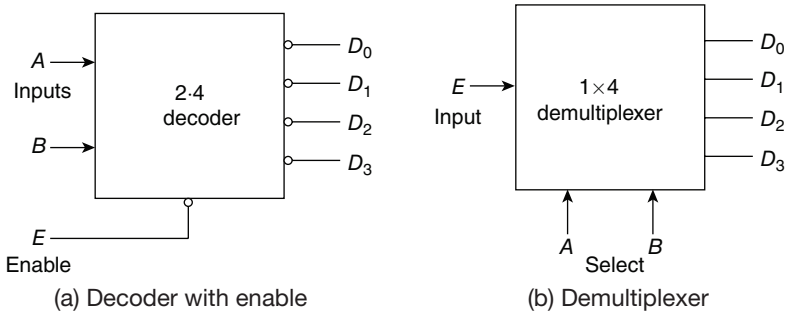 A
Inputs
B
2·4
decoder
D₀
D₁
D₂
D₃
E
Enable
(a) Decoder with enable
E
Input
1×4
demultiplexer
D₀
D₁
D₂
D₃
A
B
Select
(b) Demultiplexer